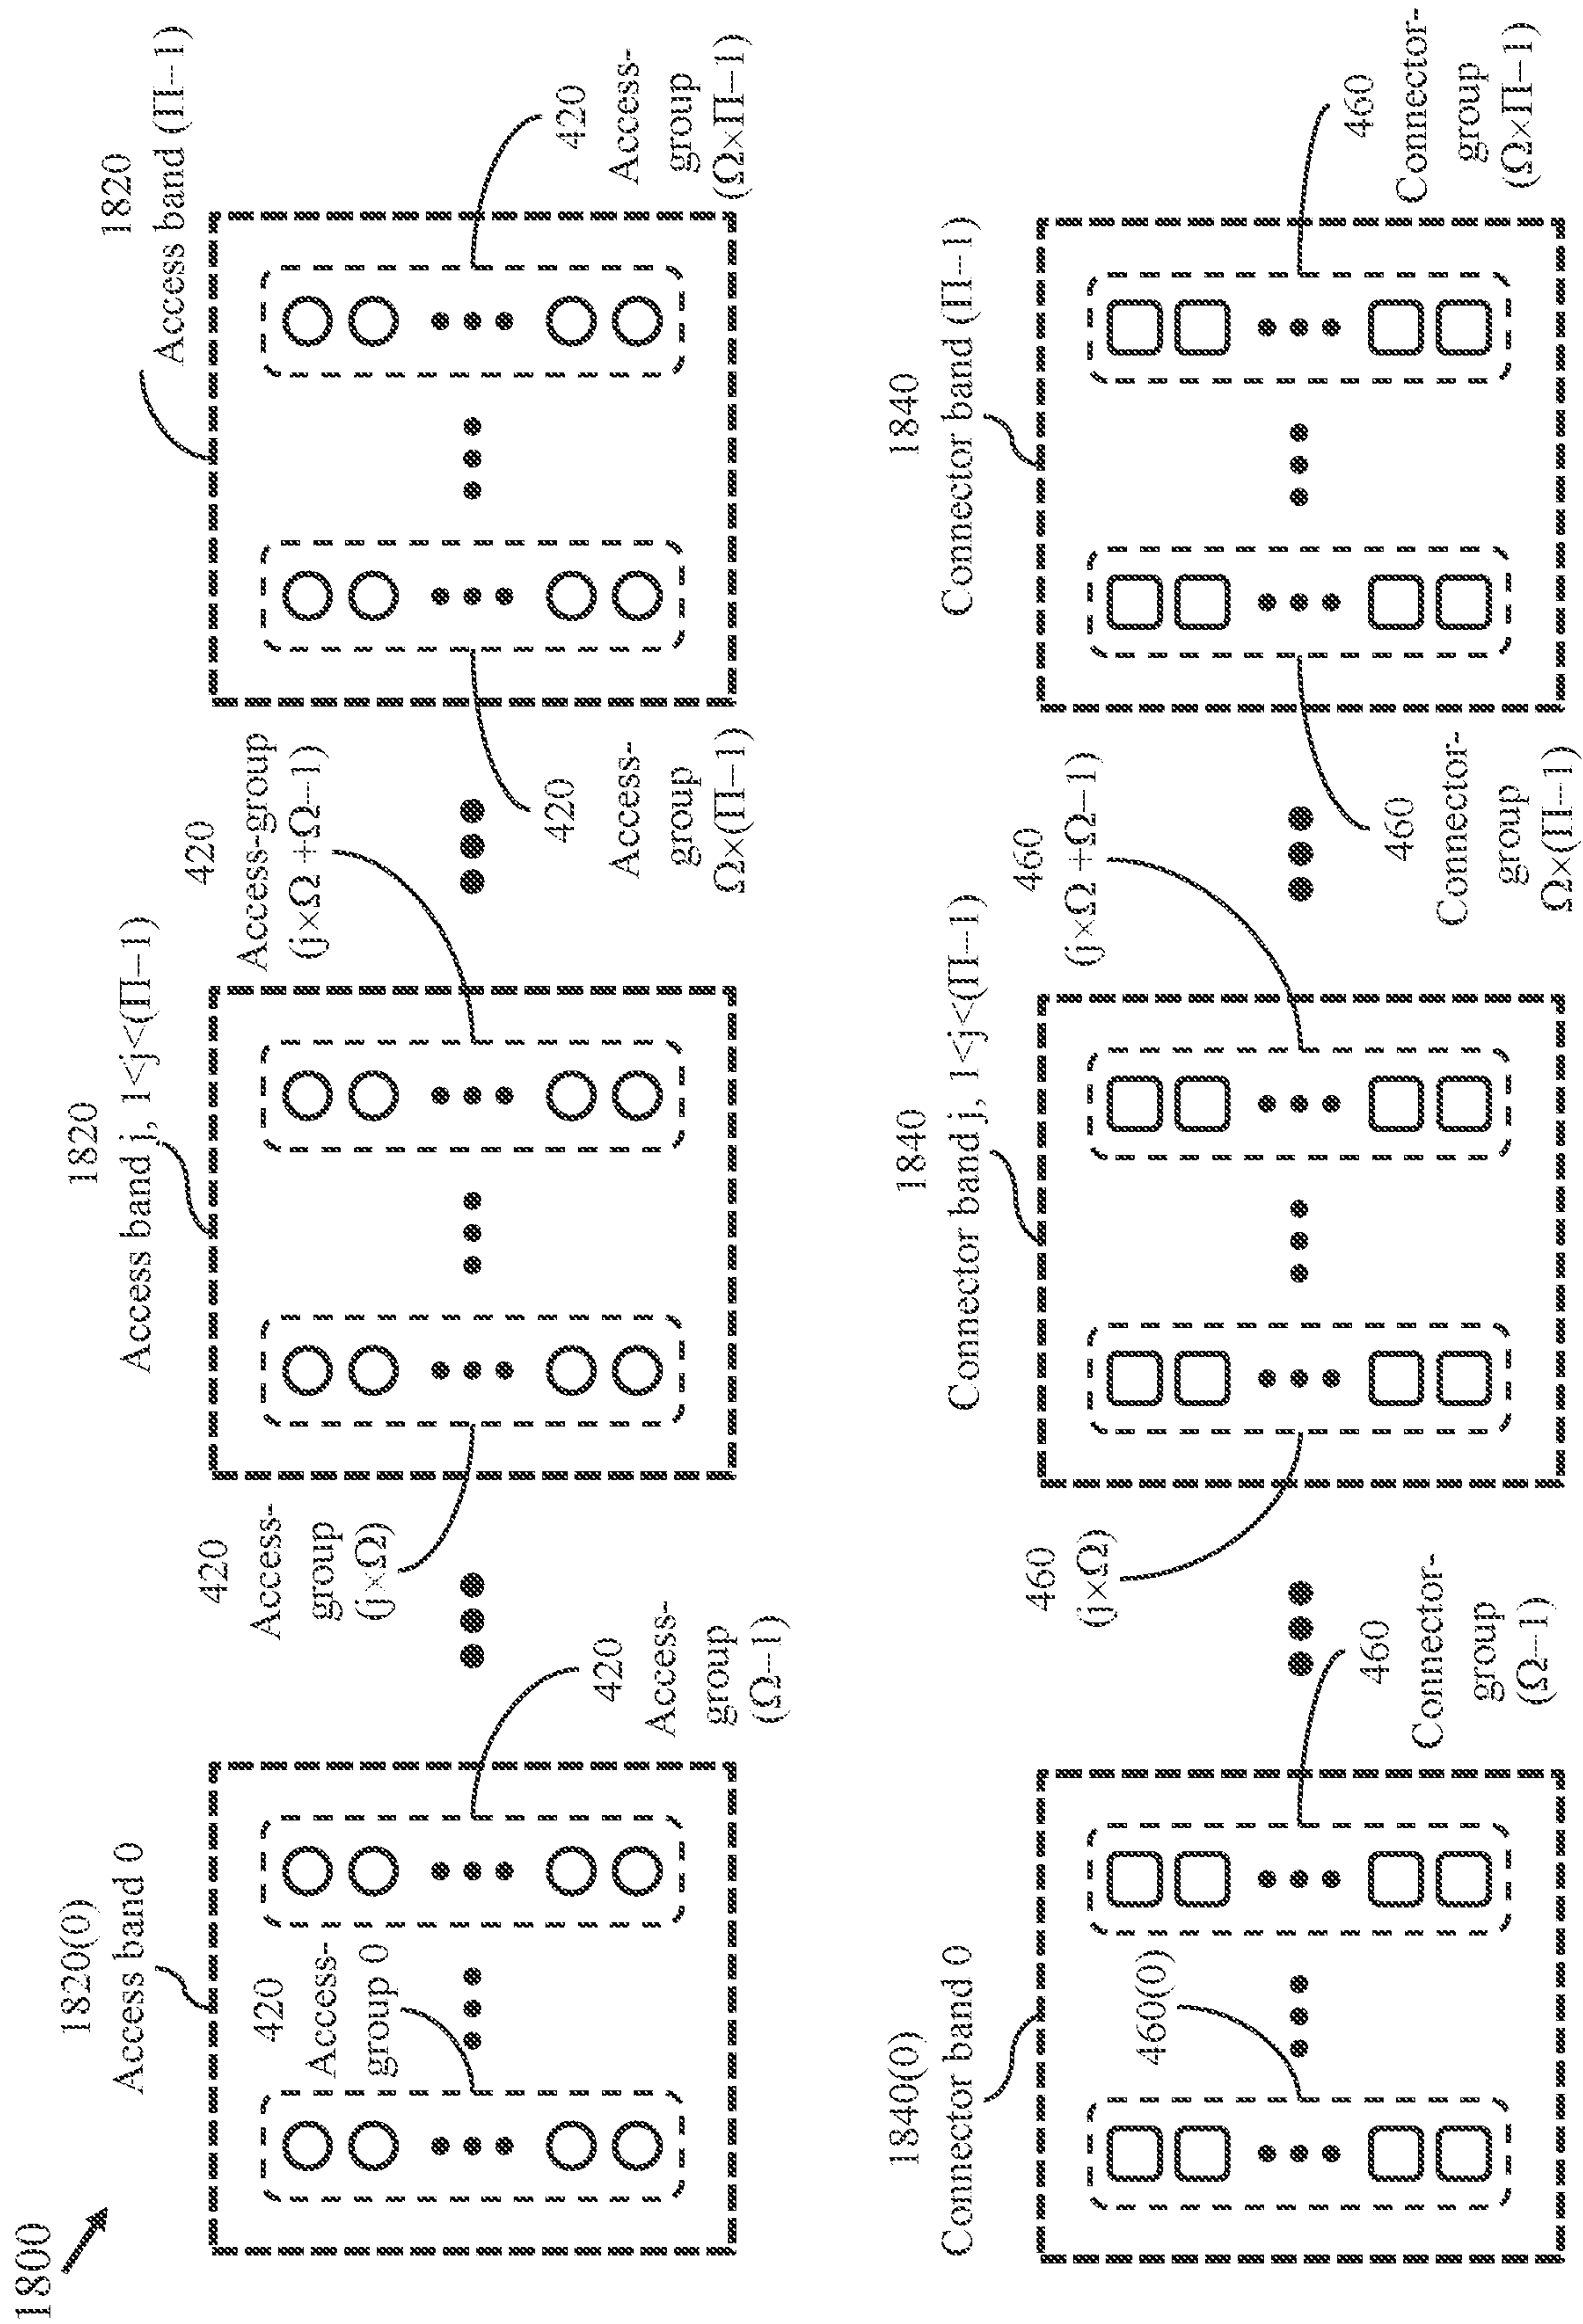 1800
1820(0)
Access band 0
1820
Access band j, 1<j<(Π−1)
1820
Access band (Π−1)
420
Access-
group 0
420
Access-
group
(Ω−1)
420
Access-
group
(j×Ω)
420
Access-group
(j×Ω +Ω−1)
420
Access-
group
Ω×(Π−1)
420
Access-
group
(Ω×Π−1)
1840(0)
Connector band 0
1840
Connector band j, 1<j<(Π−1)
1840
Connector band (Π−1)
460(0)
460
Connector-
group
(Ω−1)
460
(j×Ω)
460
(j×Ω +Ω−1)
460
Connector-
group
Ω×(Π−1)
460
Connector-
group
(Ω×Π−1)